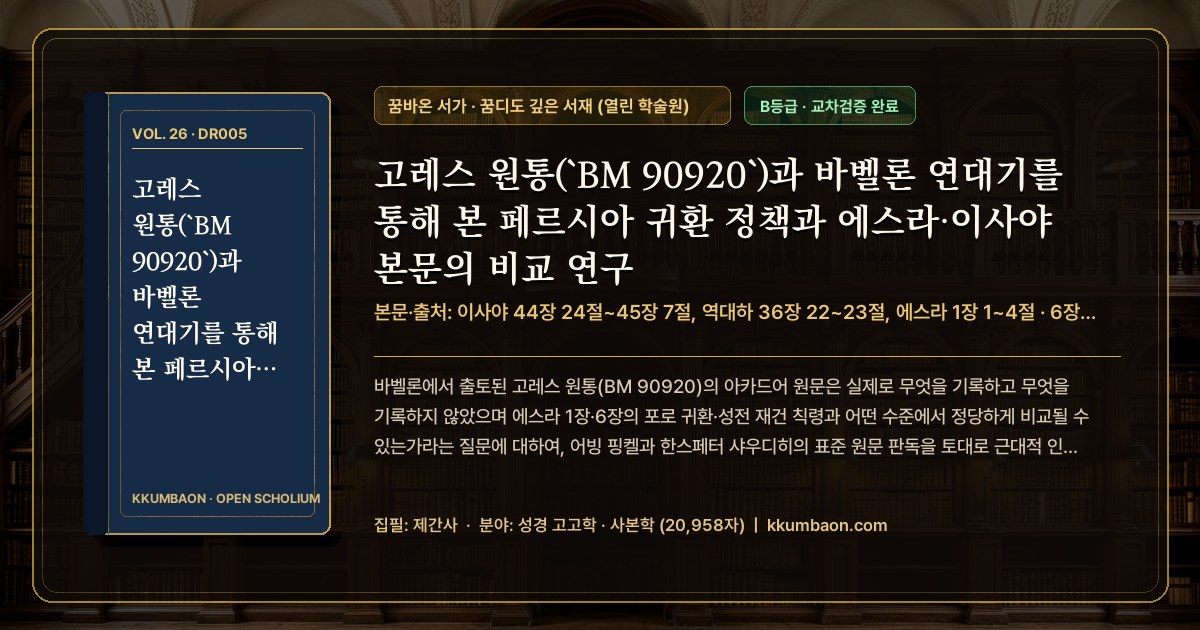 VOL. 26 · DR005
고레스
원통(`BM
90920`)과
바벨론
연대기를 통해
본 페르시아…
KKUMBAON · OPEN SCHOLIUM
꿈바온 서가 · 꿈디도 깊은 서재 (열린 학술원)
B등급 · 교차검증 완료
고레스 원통(`BM 90920`)과 바벨론 연대기를
통해 본 페르시아 귀환 정책과 에스라·이사야
본문의 비교 연구
본문·출처: 이사야 44장 24절~45장 7절, 역대하 36장 22~23절, 에스라 1장 1~4절 · 6장…
바벨론에서 출토된 고레스 원통(BM 90920)의 아카드어 원문은 실제로 무엇을 기록하고 무엇을
기록하지 않았으며 에스라 1장·6장의 포로 귀환·성전 재건 칙령과 어떤 수준에서 정당하게 비교될 수
있는가라는 질문에 대하여, 어빙 핑켈과 한스페터 샤우디히의 표준 원문 판독을 토대로 근대적 인…
집필: 제간사 · 분야: 성경 고고학 · 사본학 (20,958자) | kkumbaon.com